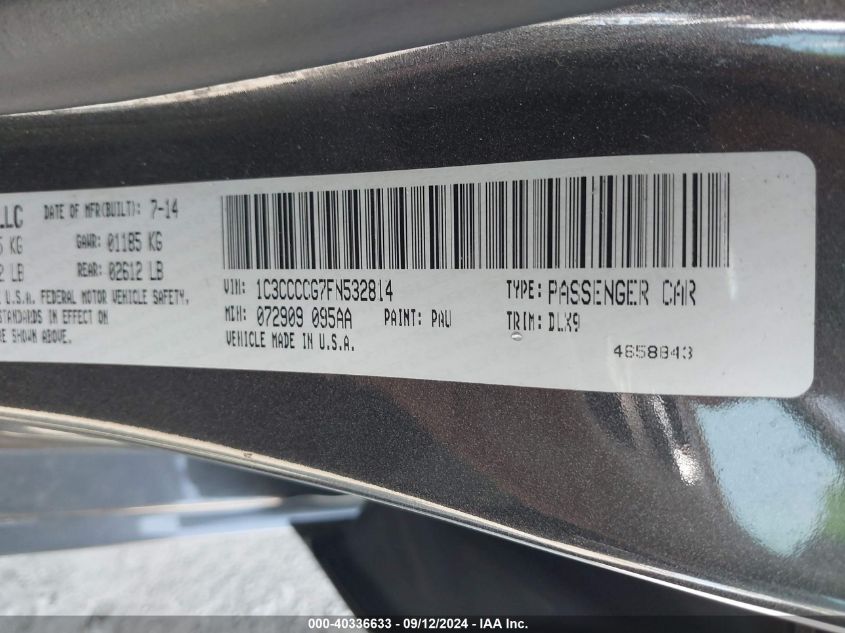 LLC DATE OF MFR(BUILT): 7-14
KG GAWR: 01185 KG
LB REAR: 02612 LB
U.S.A. FEDERAL MOTOR VEHICLE SAFETY,
STANDARDS IN EFFECT ON
SHOWN ABOVE.
VIN: 1C3CCCCG7FN532814 TYPE: PASSENGER CAR
MDH: 072909 095AA PAINT: PAU TRIM: DLX9
VEHICLE MADE IN U.S.A.
4658843
000-40336633 - 09/12/2024 - IAA Inc.